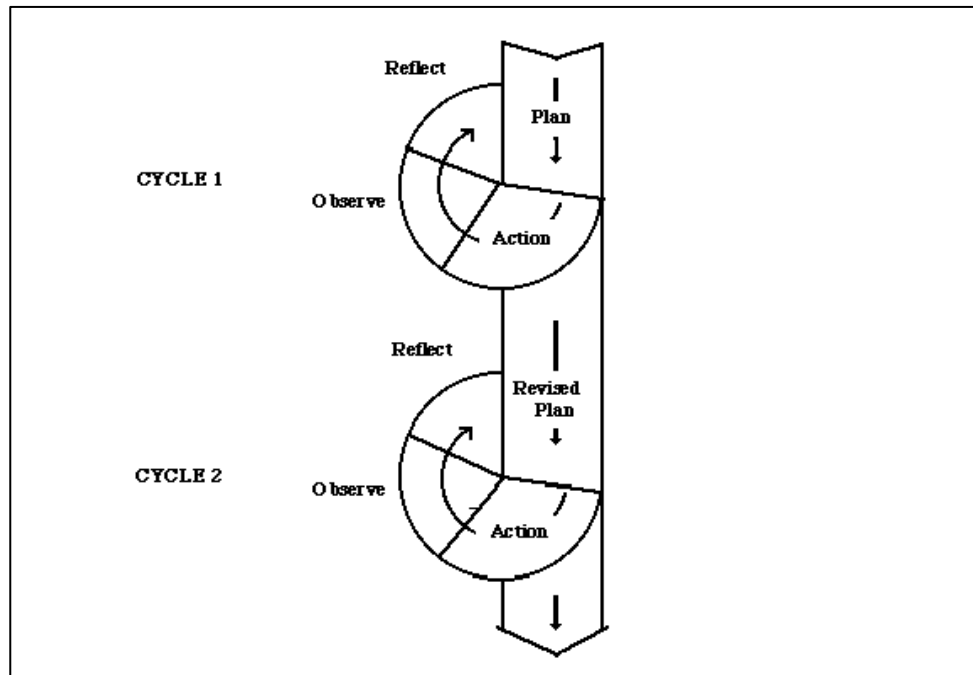 Reflect
Plan
CYCLE 1
Observe
Action
Reflect
Revised
Plan
CYCLE 2
Observe
Action